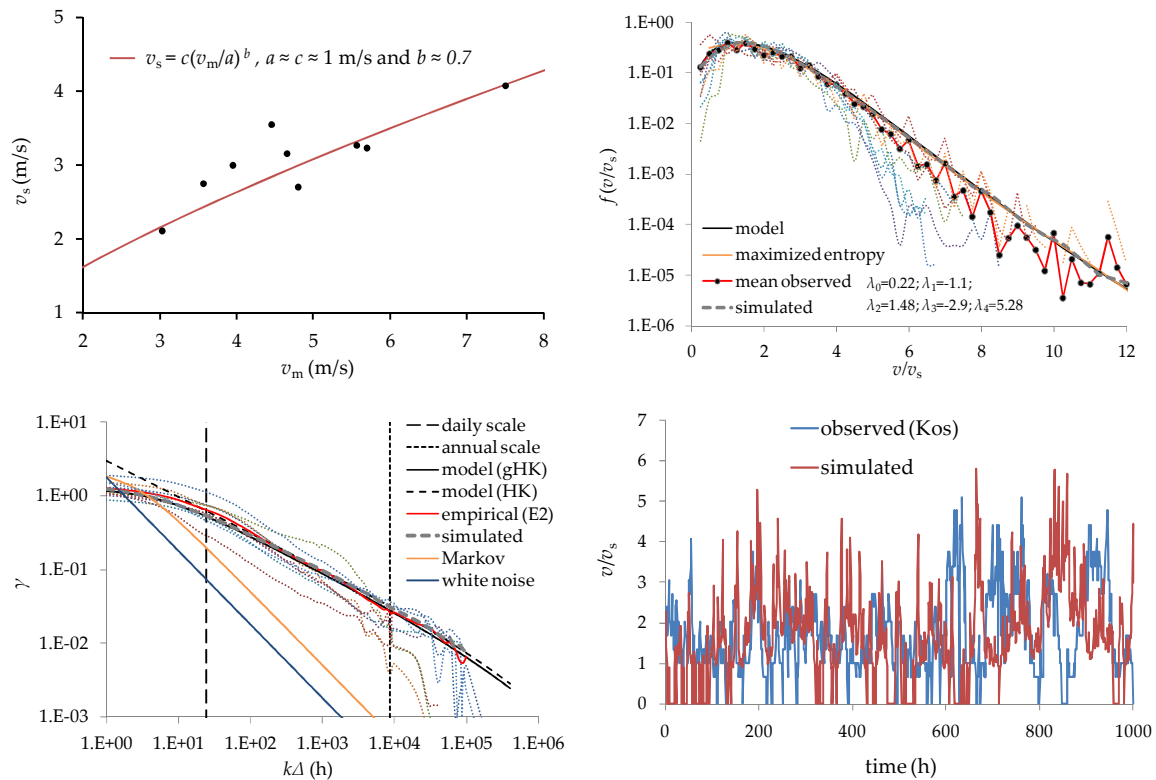 5
4
3
2
1
2
3
4
5
6
7
8
v_s (m/s)
v_m (m/s)
v_s = c(v_m/a)^b , a ≈ c ≈ 1 m/s and b ≈ 0.7
1.E+00
1.E-01
1.E-02
1.E-03
1.E-04
1.E-05
1.E-06
0
2
4
6
8
10
12
f (v/v_s)
v/v_s
model
maximized entropy
mean observed
simulated
λ_0=0.22; λ_1=-1.1;
λ_2=1.48; λ_3=-2.9; λ_4=5.28
1.E+01
1.E+00
1.E-01
1.E-02
1.E-03
1.E+00
1.E+01
1.E+02
1.E+03
1.E+04
1.E+05
1.E+06
γ
kΔ (h)
daily scale
annual scale
model (gHK)
model (HK)
empirical (E2)
simulated
Markov
white noise
7
6
5
4
3
2
1
0
0
200
400
600
800
1000
v/v_s
time (h)
observed (Kos)
simulated